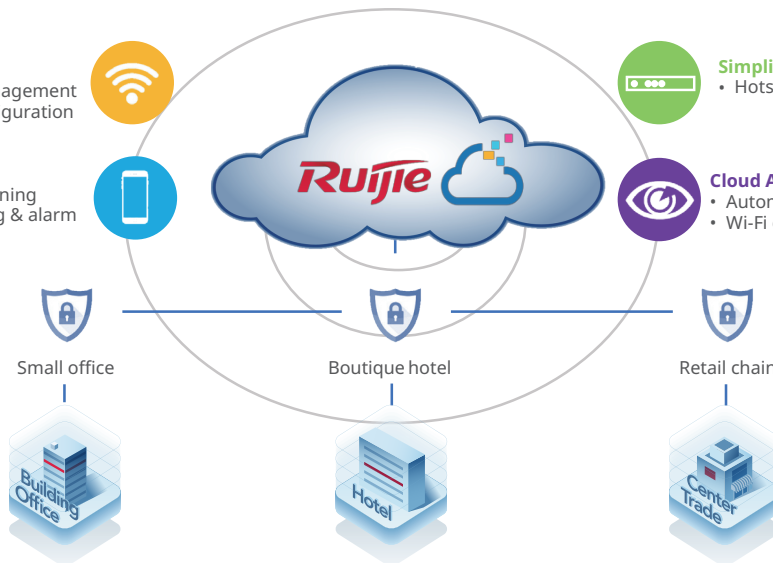 agement
guration
ning
g & alarm
Simpli
• Hots
Cloud A
• Auton
• Wi-Fi
Ruijie
Small office
Boutique hotel
Retail chain
Building
Office
Hotel
Center
Trade